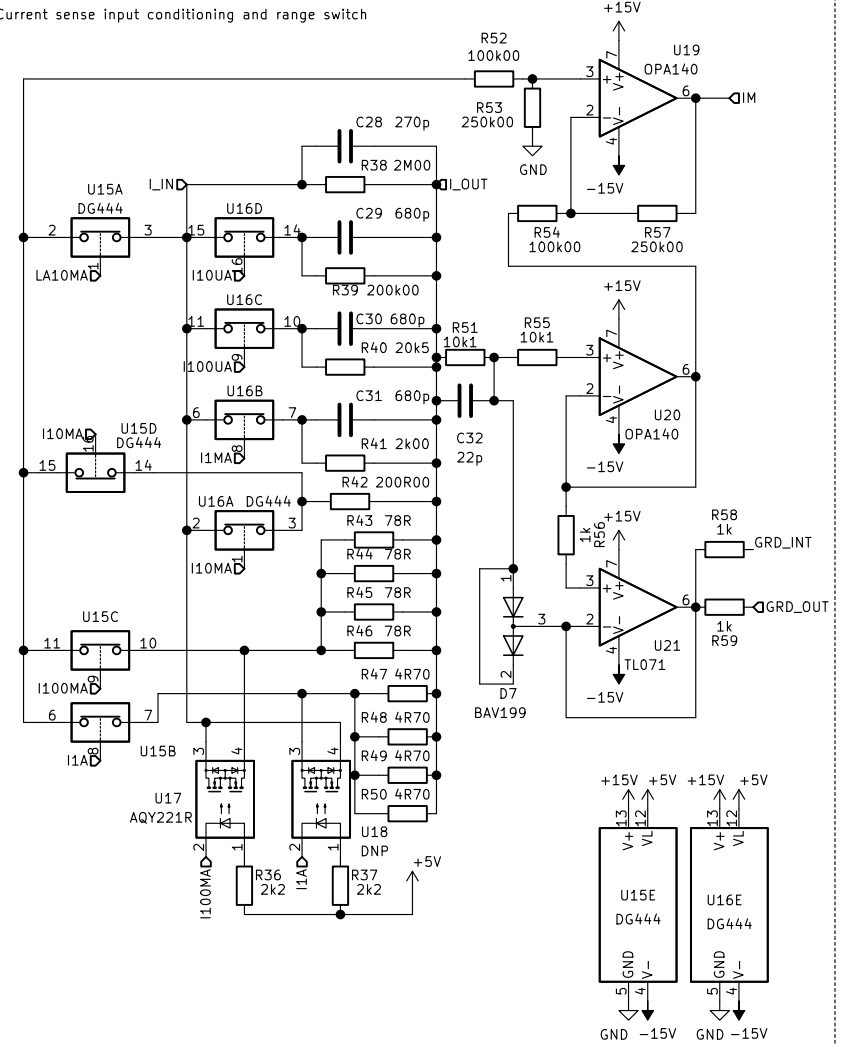 Current sense input conditioning and range switch
+15V
R52
100k00
U19
OPA140
7
3
+
V+
6
IM
2
-
V-
4
R53
250k00
GND
-15V
C28 270p
R38 2M00
I_IN
I_OUT
U15A
DG444
2
3
1
LA10MA
U16D
15
14
16
I10UA
C29 680p
R39 200k00
R54
100k00
R57
250k00
U16C
11
10
9
I100UA
C30 680p
R40 20k5
R51
10k1
R55
10k1
+15V
7
3
+
V+
6
2
-
V-
4
U20
OPA140
-15V
U16B
6
7
8
I1MA
C31 680p
R41 2k00
C32
22p
I10MA
16
U15D
DG444
15
14
R42 200R00
U16A DG444
2
3
1
I10MA
R43 78R
R44 78R
R45 78R
R46 78R
1k
R56
+15V
7
3
+
V+
6
2
-
V-
4
U21
TL071
-15V
R58
1k
GRD_INT
GRD_OUT
1k
R59
1
3
2
D7
BAV199
U15C
11
10
9
I100MA
6
7
8
I1A
U15B
R47 4R70
R48 4R70
R49 4R70
R50 4R70
3
4
U17
AQY221R
2
1
I100MA
R36
2k2
3
4
U18
DNP
2
1
I1A
R37
2k2
+5V
+15V
+5V
13
12
V+
VL
U15E
DG444
GND
V-
5
4
GND
-15V
+15V
+5V
13
12
V+
VL
U16E
DG444
GND
V-
5
4
GND
-15V